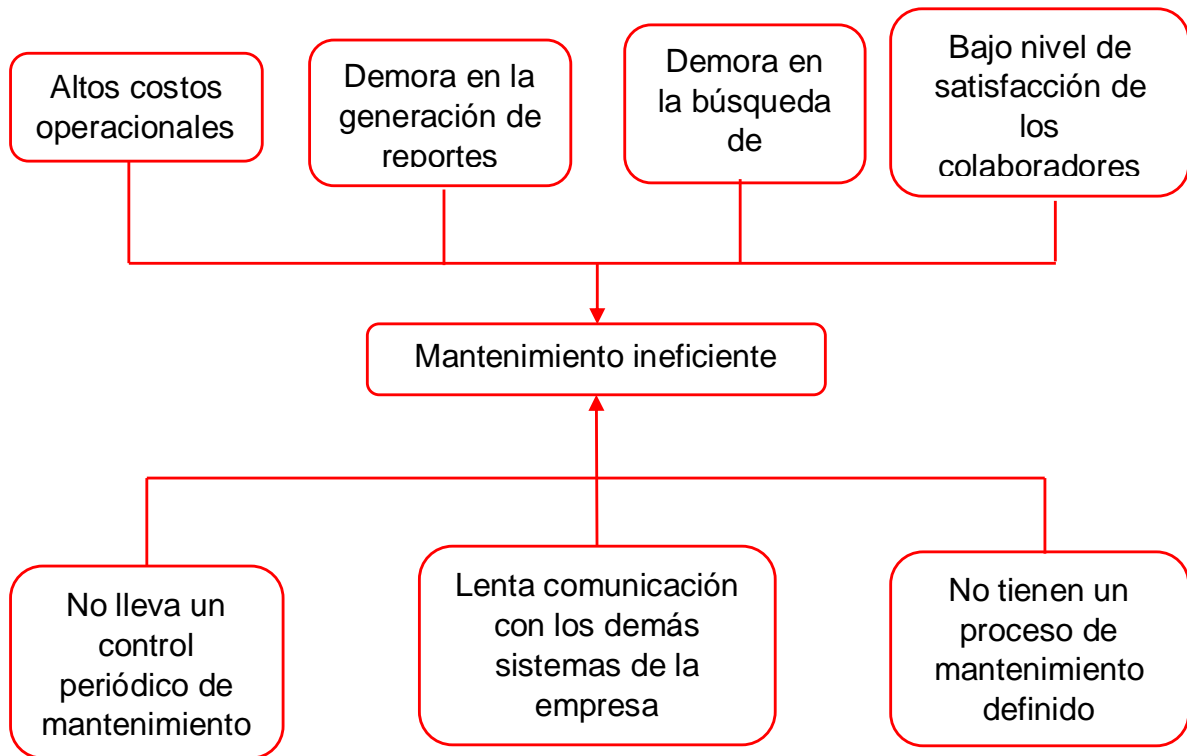 Altos costos
operacionales
Demora en la
generación de
reportes
Demora en
la búsqueda
de
Bajo nivel de
satisfacción de
los
colaboradores
Mantenimiento ineficiente
No lleva un
control
periódico de
mantenimiento
Lenta comunicación
con los demás
sistemas de la
empresa
No tienen un
proceso de
mantenimiento
definido